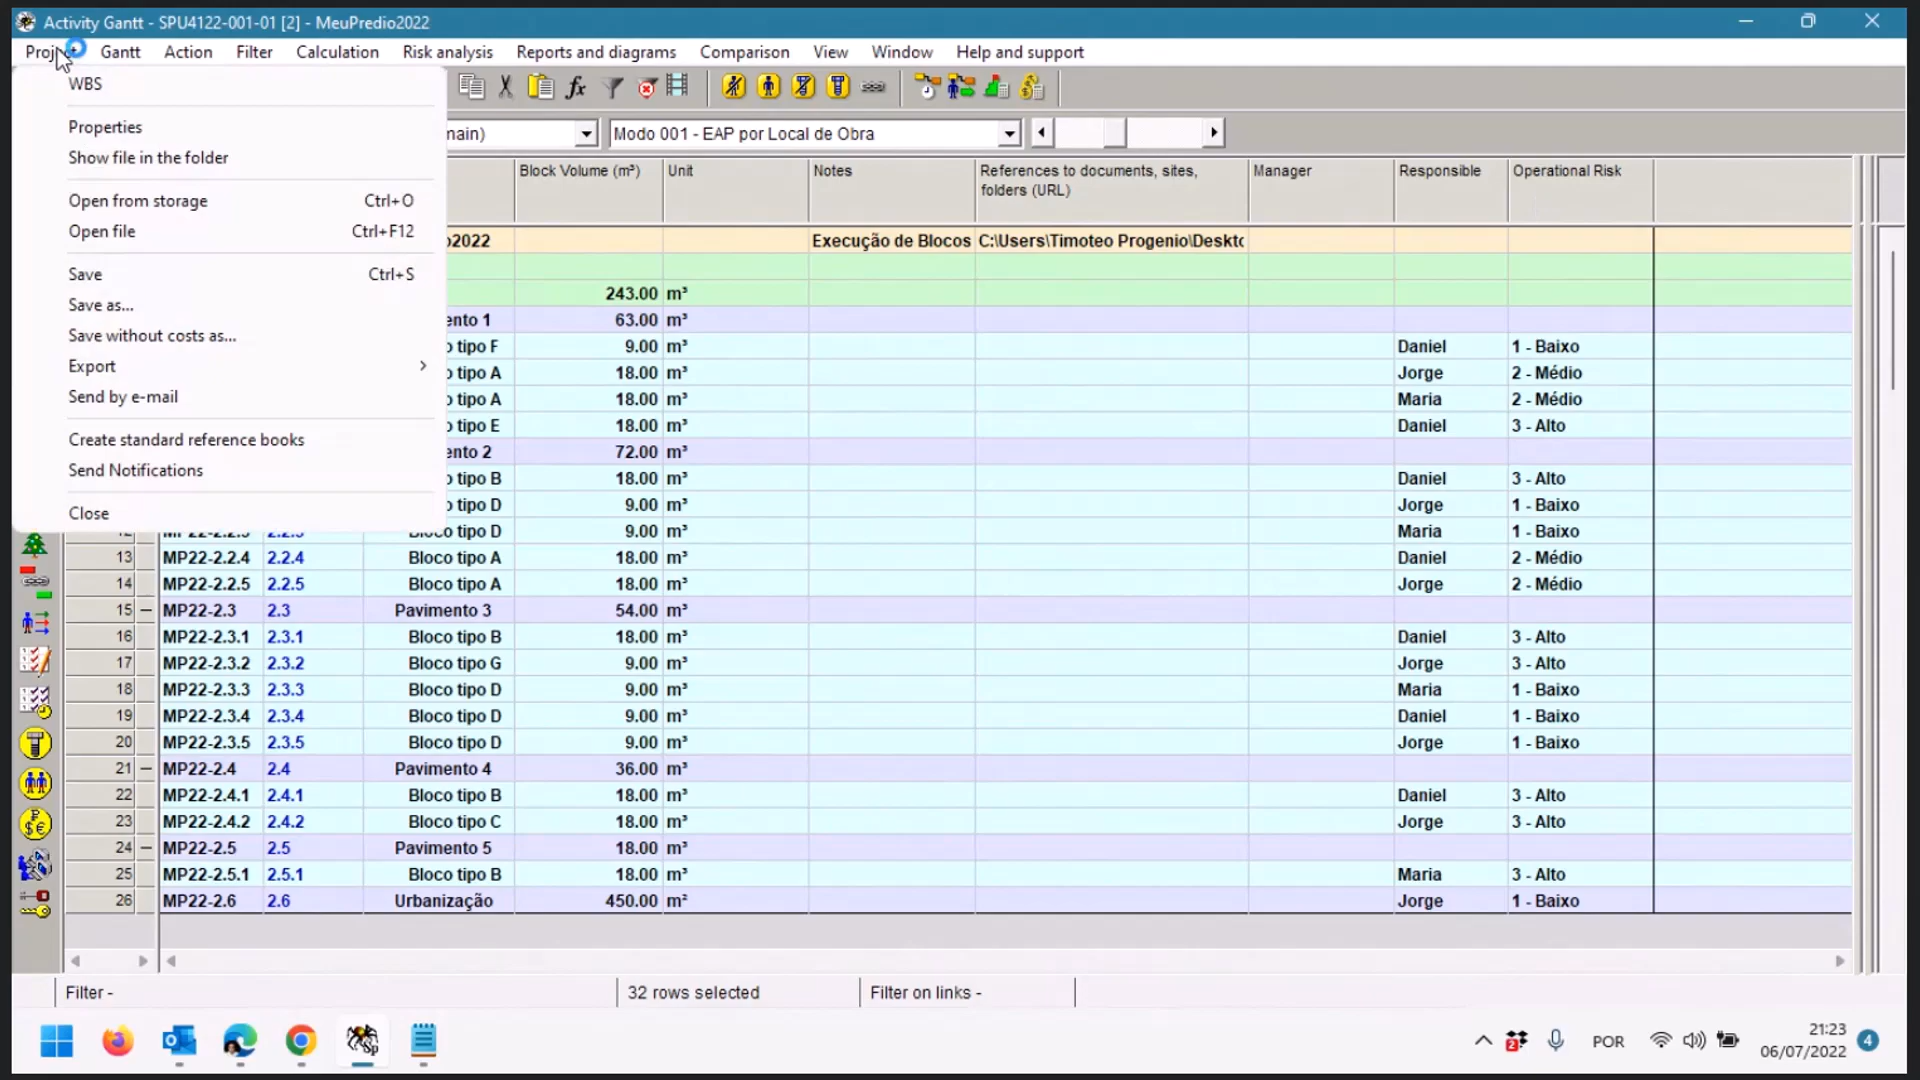 Activity Gantt - SPU4122-001-01 [2] - MeuPredio2022
Project Gantt Action Filter Calculation Risk analysis Reports and diagrams Comparison View Window Help and support
WBS
Properties
Show file in the folder
Open from storage Ctrl+O
Open file Ctrl+F12
Save Ctrl+S
Save as...
Save without costs as...
Export
Send by e-mail
Create standard reference books
Send Notifications
Close
Modo 001 - EAP por Local de Obra
Block Volume (m³) Unit Notes References to documents, sites, folders (URL) Manager Responsible Operational Risk
o2022 Execução de Blocos C:\Users\Timoteo Progenio\Deskto
243.00 m³
ento 1 63.00 m³
o tipo F 9.00 m³ Daniel 1 - Baixo
o tipo A 18.00 m³ Jorge 2 - Médio
o tipo A 18.00 m³ Maria 2 - Médio
o tipo E 18.00 m³ Daniel 3 - Alto
ento 2 72.00 m³
o tipo B 18.00 m³ Daniel 3 - Alto
o tipo D 9.00 m³ Jorge 1 - Baixo
12 MP22-2.2.3 2.2.3 Bloco tipo D 9.00 m³ Maria 1 - Baixo
13 MP22-2.2.4 2.2.4 Bloco tipo A 18.00 m³ Daniel 2 - Médio
14 MP22-2.2.5 2.2.5 Bloco tipo A 18.00 m³ Jorge 2 - Médio
15 MP22-2.3 2.3 Pavimento 3 54.00 m³
16 MP22-2.3.1 2.3.1 Bloco tipo B 18.00 m³ Daniel 3 - Alto
17 MP22-2.3.2 2.3.2 Bloco tipo G 9.00 m³ Jorge 3 - Alto
18 MP22-2.3.3 2.3.3 Bloco tipo D 9.00 m³ Maria 1 - Baixo
19 MP22-2.3.4 2.3.4 Bloco tipo D 9.00 m³ Daniel 1 - Baixo
20 MP22-2.3.5 2.3.5 Bloco tipo D 9.00 m³ Jorge 1 - Baixo
21 MP22-2.4 2.4 Pavimento 4 36.00 m³
22 MP22-2.4.1 2.4.1 Bloco tipo B 18.00 m³ Daniel 3 - Alto
23 MP22-2.4.2 2.4.2 Bloco tipo C 18.00 m³ Jorge 3 - Alto
24 MP22-2.5 2.5 Pavimento 5 18.00 m³
25 MP22-2.5.1 2.5.1 Bloco tipo B 18.00 m³ Maria 3 - Alto
26 MP22-2.6 2.6 Urbanização 450.00 m² Jorge 1 - Baixo
Filter - 32 rows selected Filter on links -
POR 21:23 4
06/07/2022